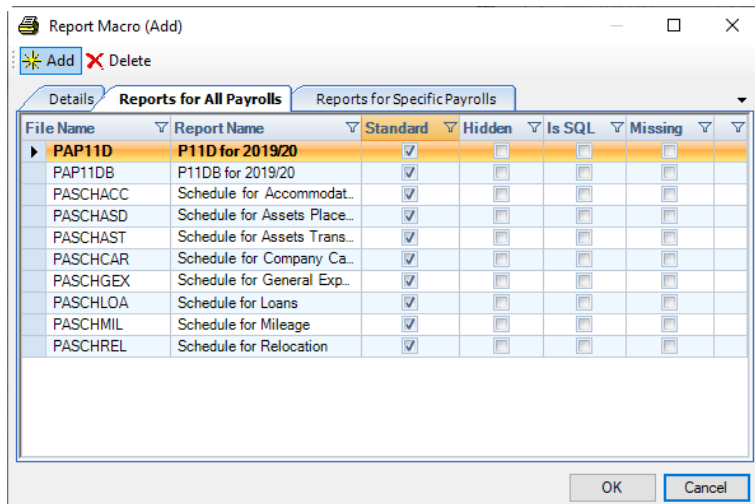 Report Macro (Add)
Add Delete
Details Reports for All Payrolls Reports for Specific Payrolls
File Name Report Name Standard Hidden Is SQL Missing
PAP11D P11D for 2019/20
PAP11DB P11DB for 2019/20
PASCHACC Schedule for Accommodat...
PASCHASD Schedule for Assets Place...
PASCHAST Schedule for Assets Trans...
PASCHCAR Schedule for Company Ca...
PASCHGEX Schedule for General Exp...
PASCHLOA Schedule for Loans
PASCHMIL Schedule for Mileage
PASCHREL Schedule for Relocation
OK Cancel